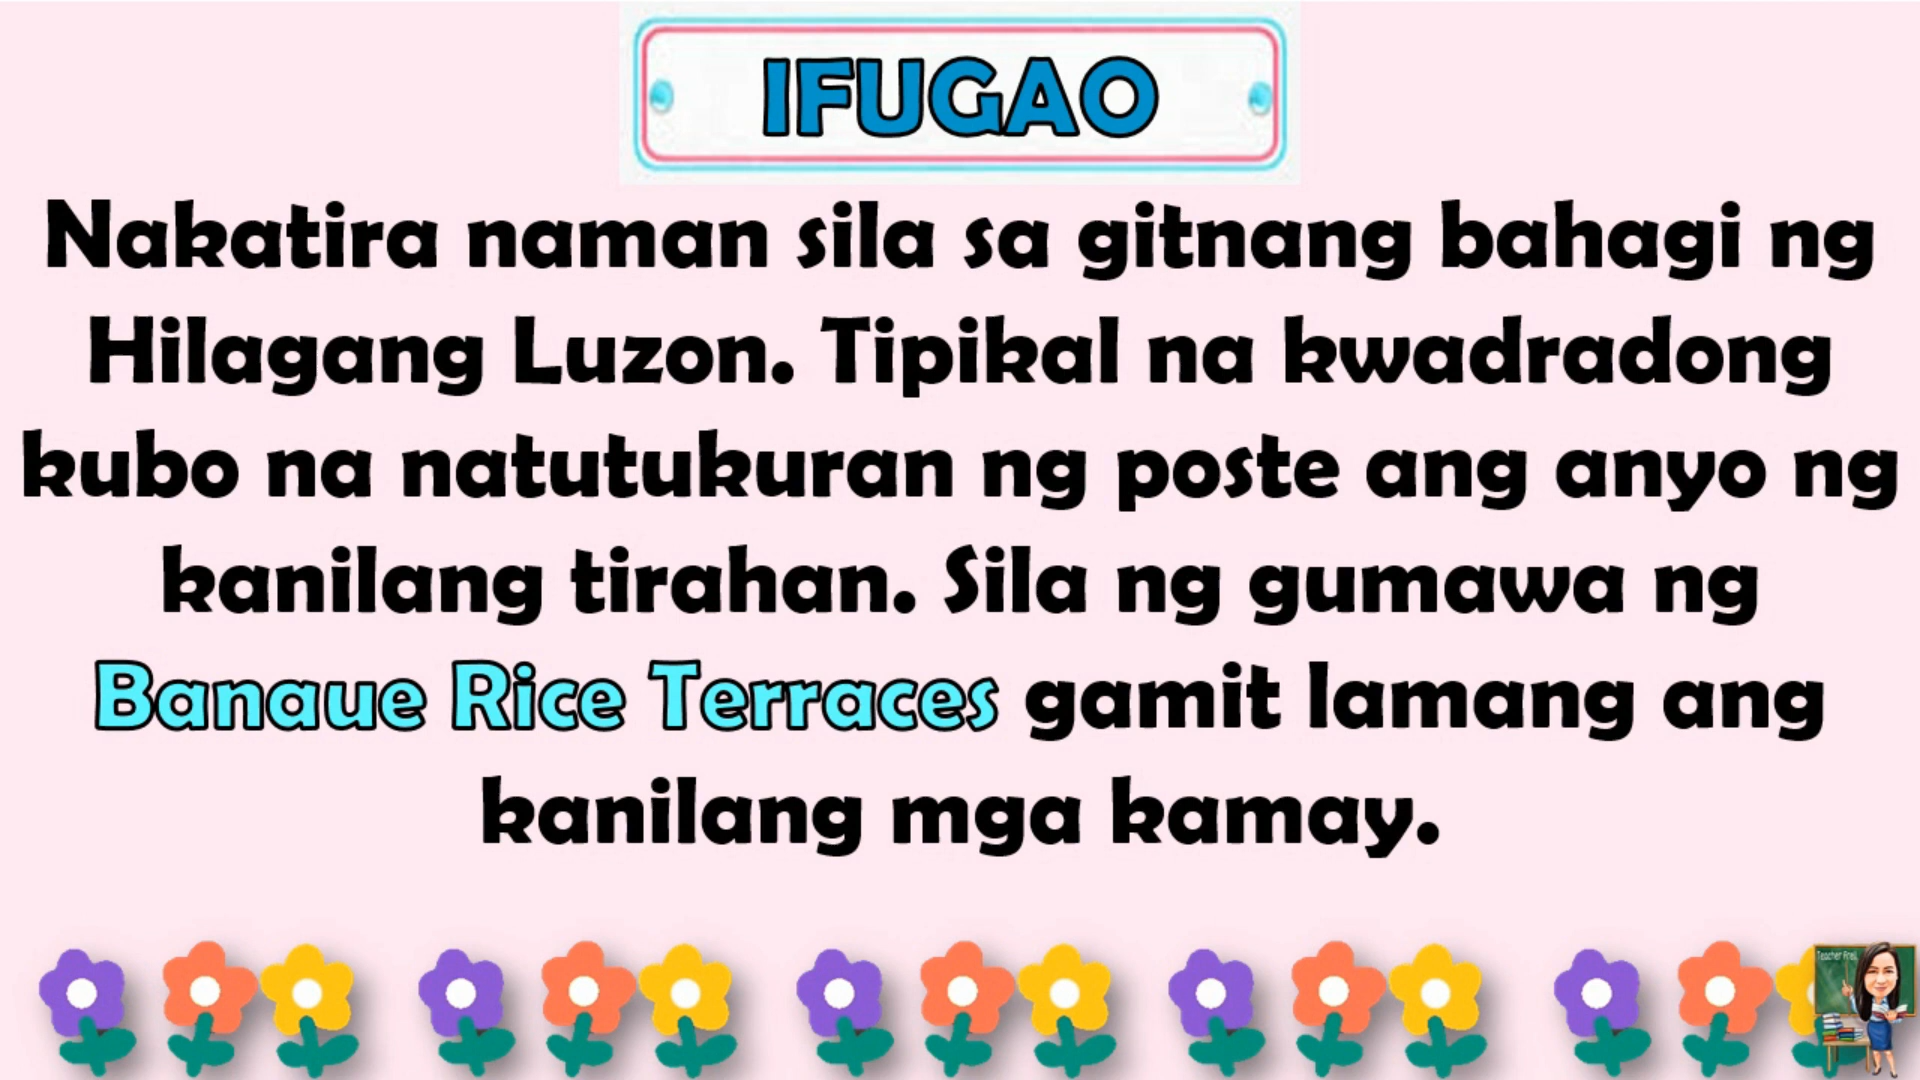 IFUGAO
Nakatira naman sila sa gitnang bahagi ng
Hilagang Luzon. Tipikal na kwadradong
kubo na natutukuran ng poste ang anyo ng
kanilang tirahan. Sila ng gumawa ng
Banaue Rice Terraces gamit lamang ang
kanilang mga kamay.
Teacher